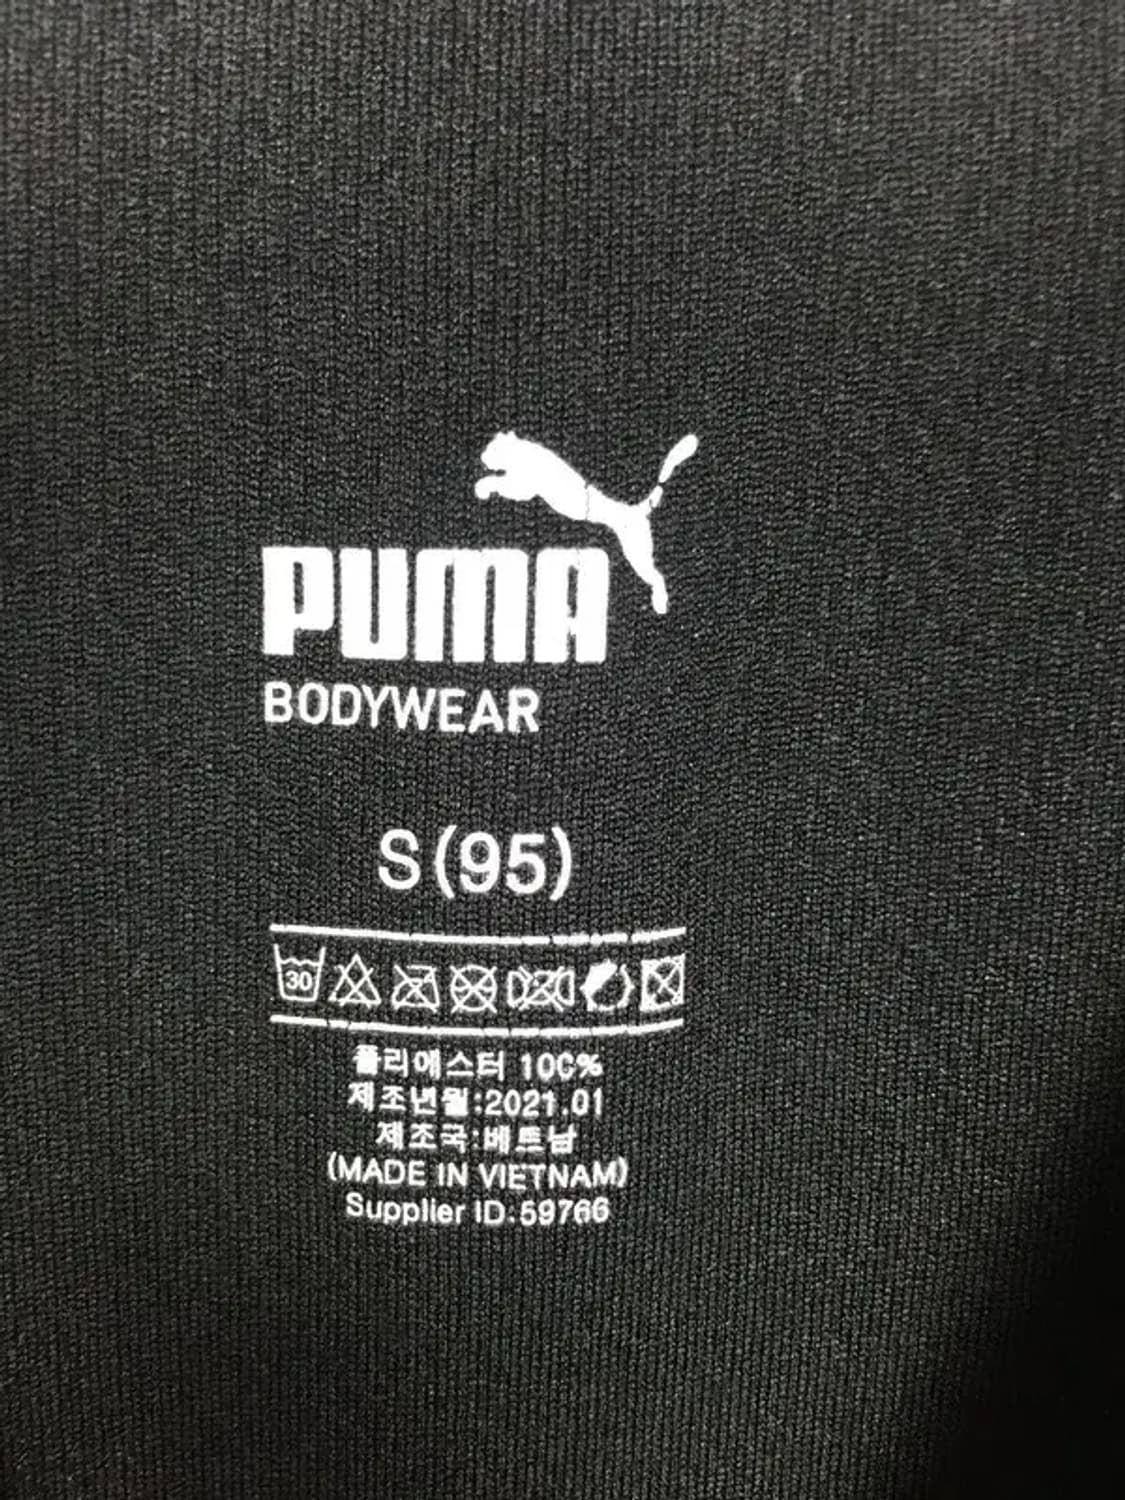 PUMA
BODYWEAR
S(95)
30
폴리에스터 100%
제조년월:2021.01
제조국:베트남
(MADE IN VIETNAM)
Supplier ID:59766